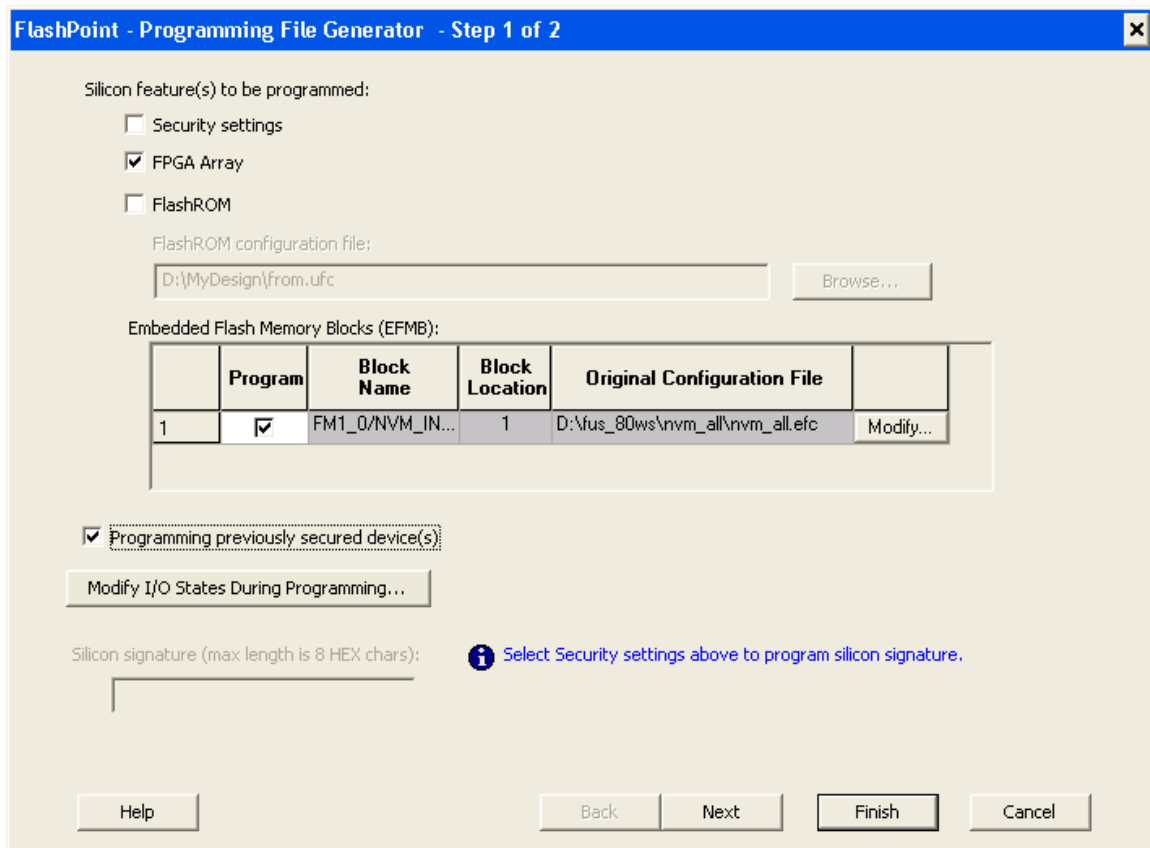 FlashPoint - Programming File Generator - Step 1 of 2
Silicon feature(s) to be programmed:
Security settings
FPGA Array
FlashROM
FlashROM configuration file:
D:\MyDesign\from.ufc
Browse...
Embedded Flash Memory Blocks (EFMB):
Program
Block
Name
Block
Location
Original Configuration File
1
FM1_0/NVM_IN...
1
D:\fus_80ws\nvm_all\nvm_all.efc
Modify...
Programming previously secured device(s)
Modify I/O States During Programming...
Silicon signature (max length is 8 HEX chars):
Select Security settings above to program silicon signature.
Help
Back
Next
Finish
Cancel